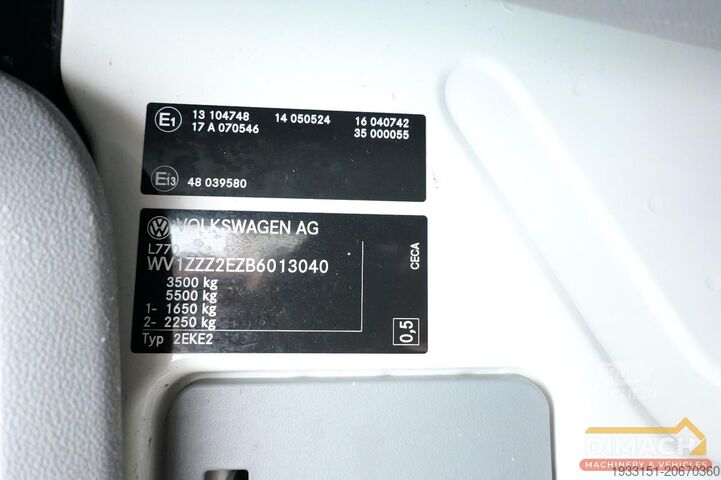 E1 13 104748 14 050524 16 040742
17 A 070546 35 000055
E13 48 039580
VOLKSWAGEN AG
L770
WV1ZZZ2EZB6013040
3500 kg
5500 kg
1- 1650 kg
2- 2250 kg
Typ 2EKE2
CECA
0,5
DIMACH
MACHINERY & VEHICLES
1933151-20670360